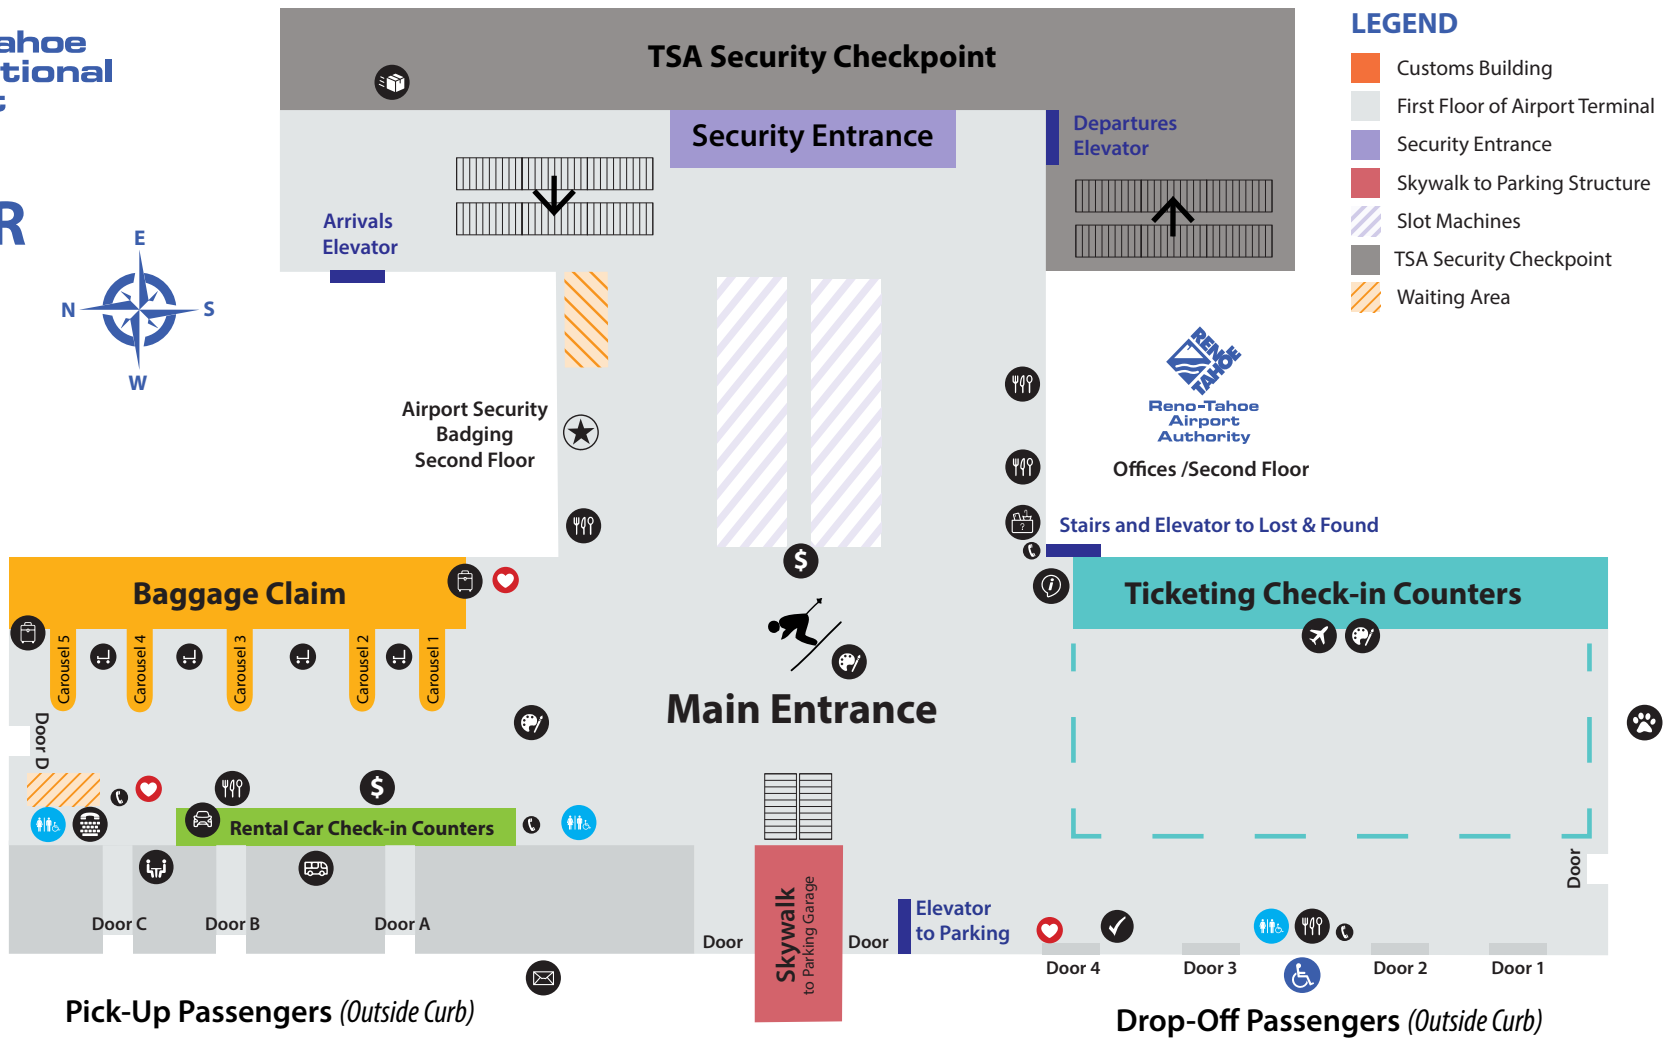 ahoe
tional
R
E
N
S
W
TSA Security Checkpoint
Security Entrance
Departures
Elevator
Arrivals
Elevator
LEGEND
Customs Building
First Floor of Airport Terminal
Security Entrance
Skywalk to Parking Structure
Slot Machines
TSA Security Checkpoint
Waiting Area
RENO
TAHOE
Reno-Tahoe
Airport
Authority
Offices /Second Floor
Airport Security
Badging
Second Floor
$
Stairs and Elevator to Lost & Found
?
i
Baggage Claim
Ticketing Check-in Counters
Carousel 5
Carousel 4
Carousel 3
Carousel 2
Carousel 1
Main Entrance
Door D
$
Rental Car Check-in Counters
Door
Skywalk
to Parking Garage
Door C
Door B
Door A
Door
Door
Elevator
to Parking
Door 4
Door 3
Door 2
Door 1
Pick-Up Passengers (Outside Curb)
Drop-Off Passengers (Outside Curb)